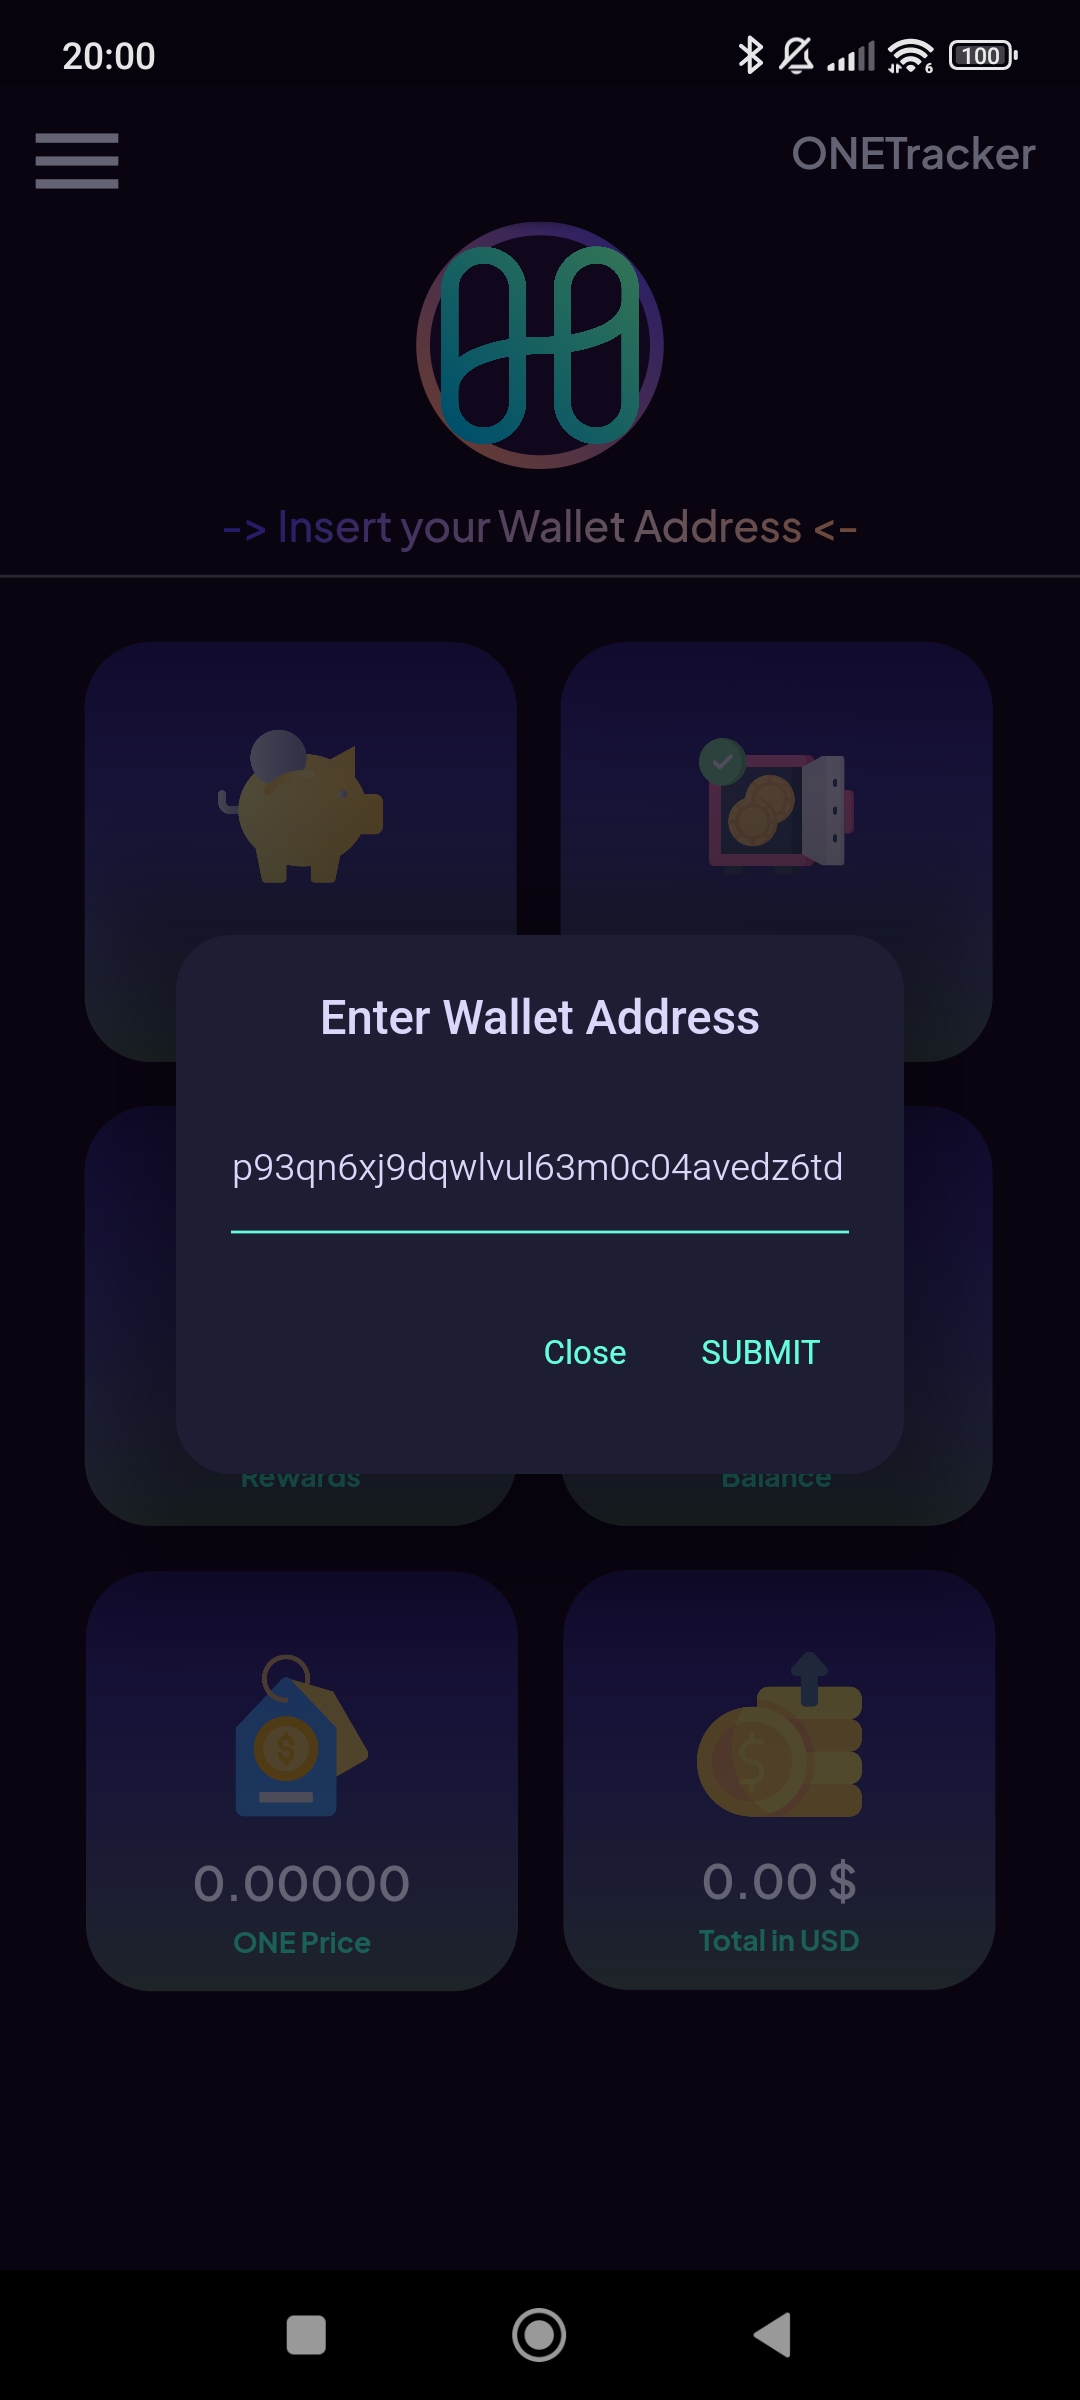 20:00
6
100
ONETracker
-> Insert your Wallet Address <-
Enter Wallet Address
p93qn6xj9dqwlvul63m0c04avedz6td
Close SUBMIT
Rewards Balance
$ $
0.00000 0.00 $
ONE Price Total in USD